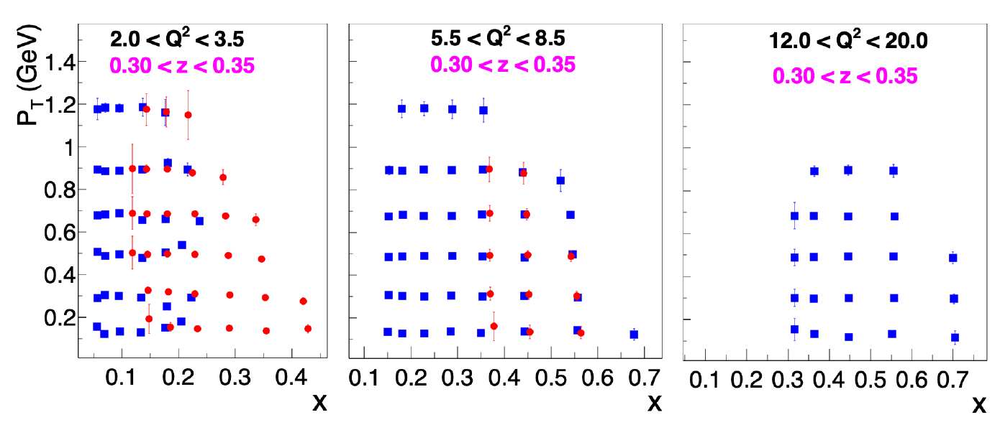 2.0 < Q² < 3.5
0.30 < z < 0.35
P_T (GeV)
1.4
1.2
1
0.8
0.6
0.4
0.2
0.1 0.2 0.3 0.4
X
5.5 < Q² < 8.5
0.30 < z < 0.35
0.1 0.2 0.3 0.4 0.5 0.6 0.7
X
12.0 < Q² < 20.0
0.30 < z < 0.35
0.1 0.2 0.3 0.4 0.5 0.6 0.7
X